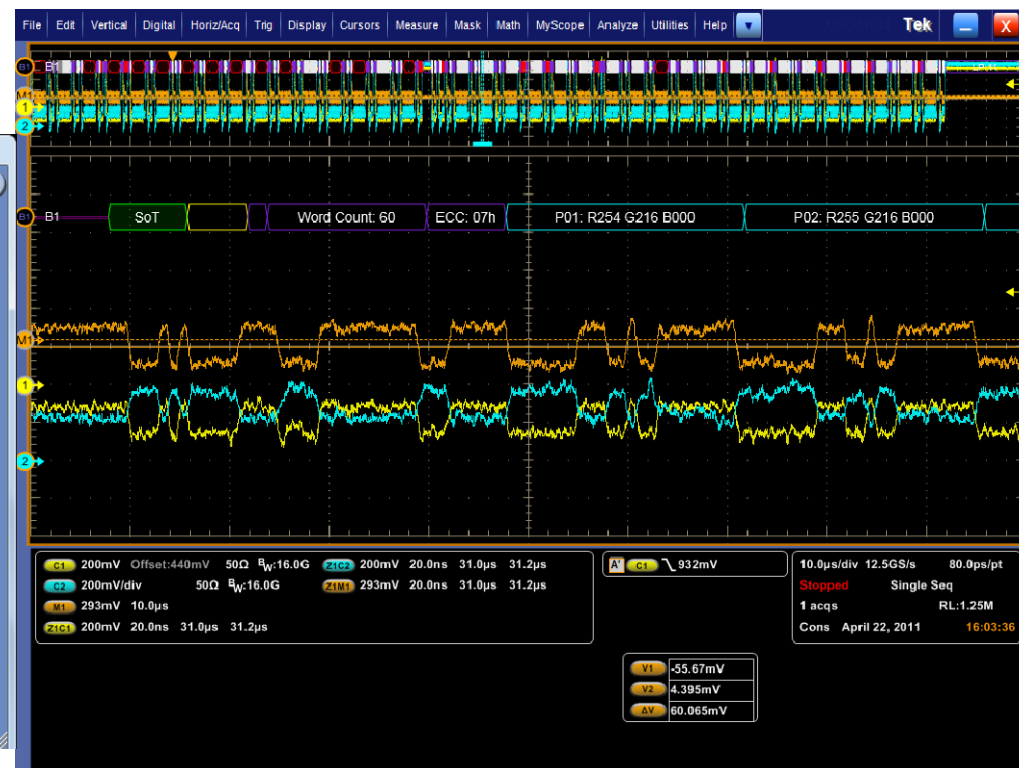 File Edit Vertical Digital Horiz/Acq Trig Display Cursors Measure Mask Math MyScope Analyze Utilities Help Tek X
B1 B1
M1
1
2
B1 B1 SoT Word Count: 60 ECC: 07h P01: R254 G216 B000 P02: R255 G216 B000
M1
1
2
C1 200mV Offset:440mV 50Ω BW:16.0G Z1C2 200mV 20.0ns 31.0µs 31.2µs
C2 200mV/div 50Ω BW:16.0G Z1M1 293mV 20.0ns 31.0µs 31.2µs
M1 293mV 10.0µs
Z1C1 200mV 20.0ns 31.0µs 31.2µs
A' C1 932mV
10.0µs/div 12.5GS/s 80.0ps/pt
Stopped Single Seq
1 acqs RL:1.25M
Cons April 22, 2011 16:03:36
V1 -55.67mV
V2 4.395mV
ΔV 60.065mV